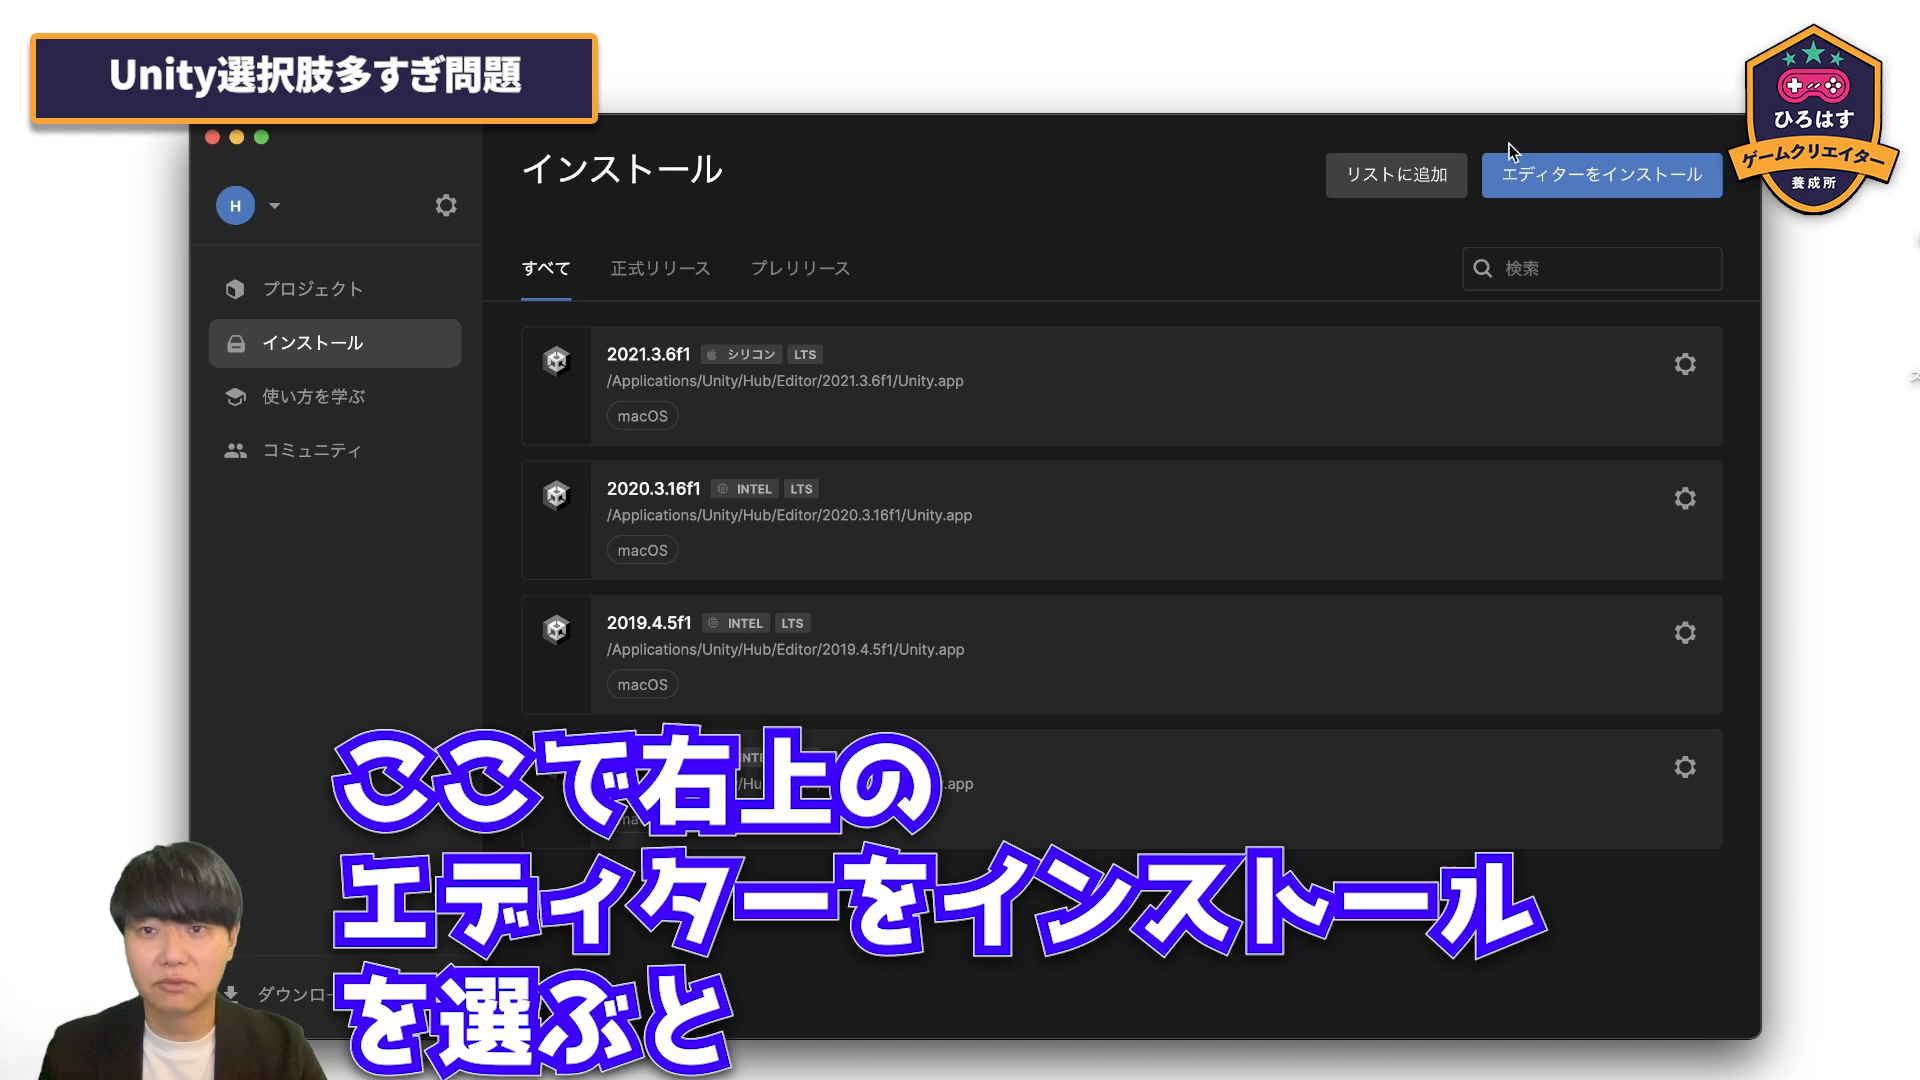 Unity選択肢多すぎ問題
ひろはす
ゲームクリエイター
養成所
インストール
リストに追加
エディターをインストール
H
すべて
正式リリース
プレリリース
検索
プロジェクト
インストール
使い方を学ぶ
コミュニティ
2021.3.6f1
シリコン
LTS
/Applications/Unity/Hub/Editor/2021.3.6f1/Unity.app
macOS
2020.3.16f1
INTEL
LTS
/Applications/Unity/Hub/Editor/2020.3.16f1/Unity.app
macOS
2019.4.5f1
INTEL
LTS
/Applications/Unity/Hub/Editor/2019.4.5f1/Unity.app
macOS
.app
ここで右上の
エディターをインストール
を選ぶと
ダウンロー